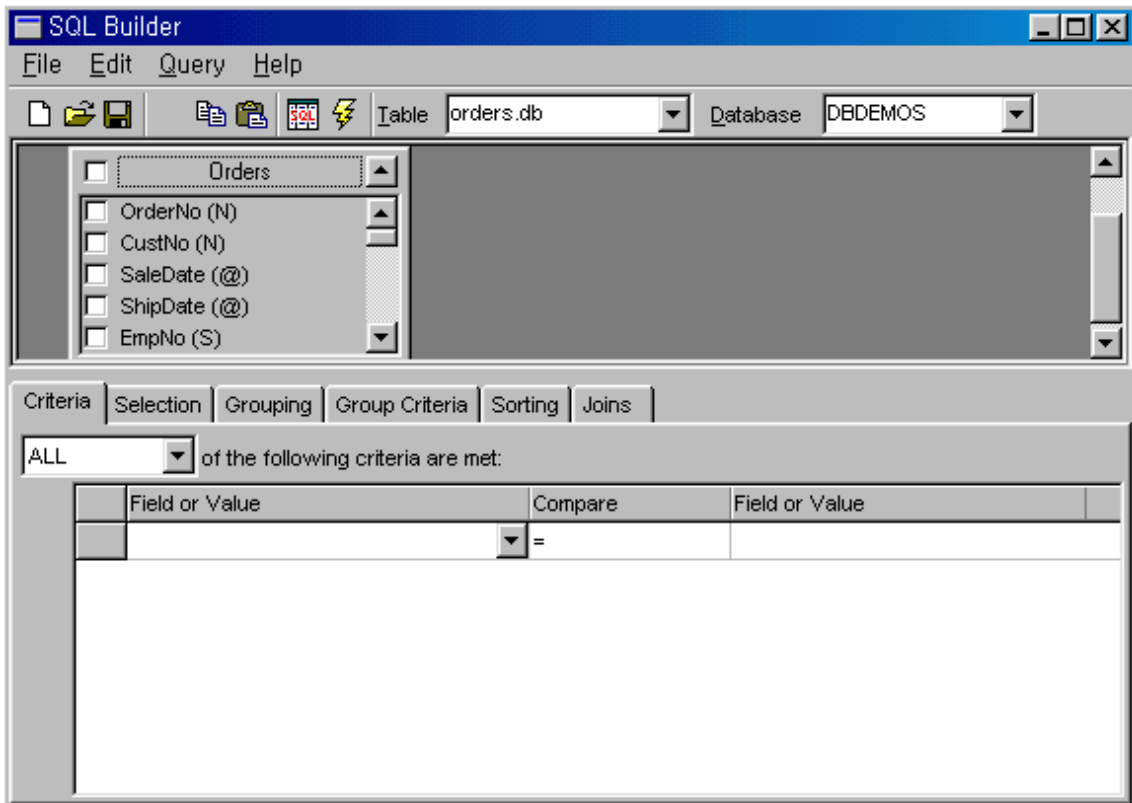 SQL Builder
File Edit Query Help
SQL Table orders.db Database DBDEMOS
Orders
OrderNo (N)
CustNo (N)
SaleDate (@)
ShipDate (@)
EmpNo (S)
Criteria Selection Grouping Group Criteria Sorting Joins
ALL of the following criteria are met:
Field or Value Compare Field or Value
=